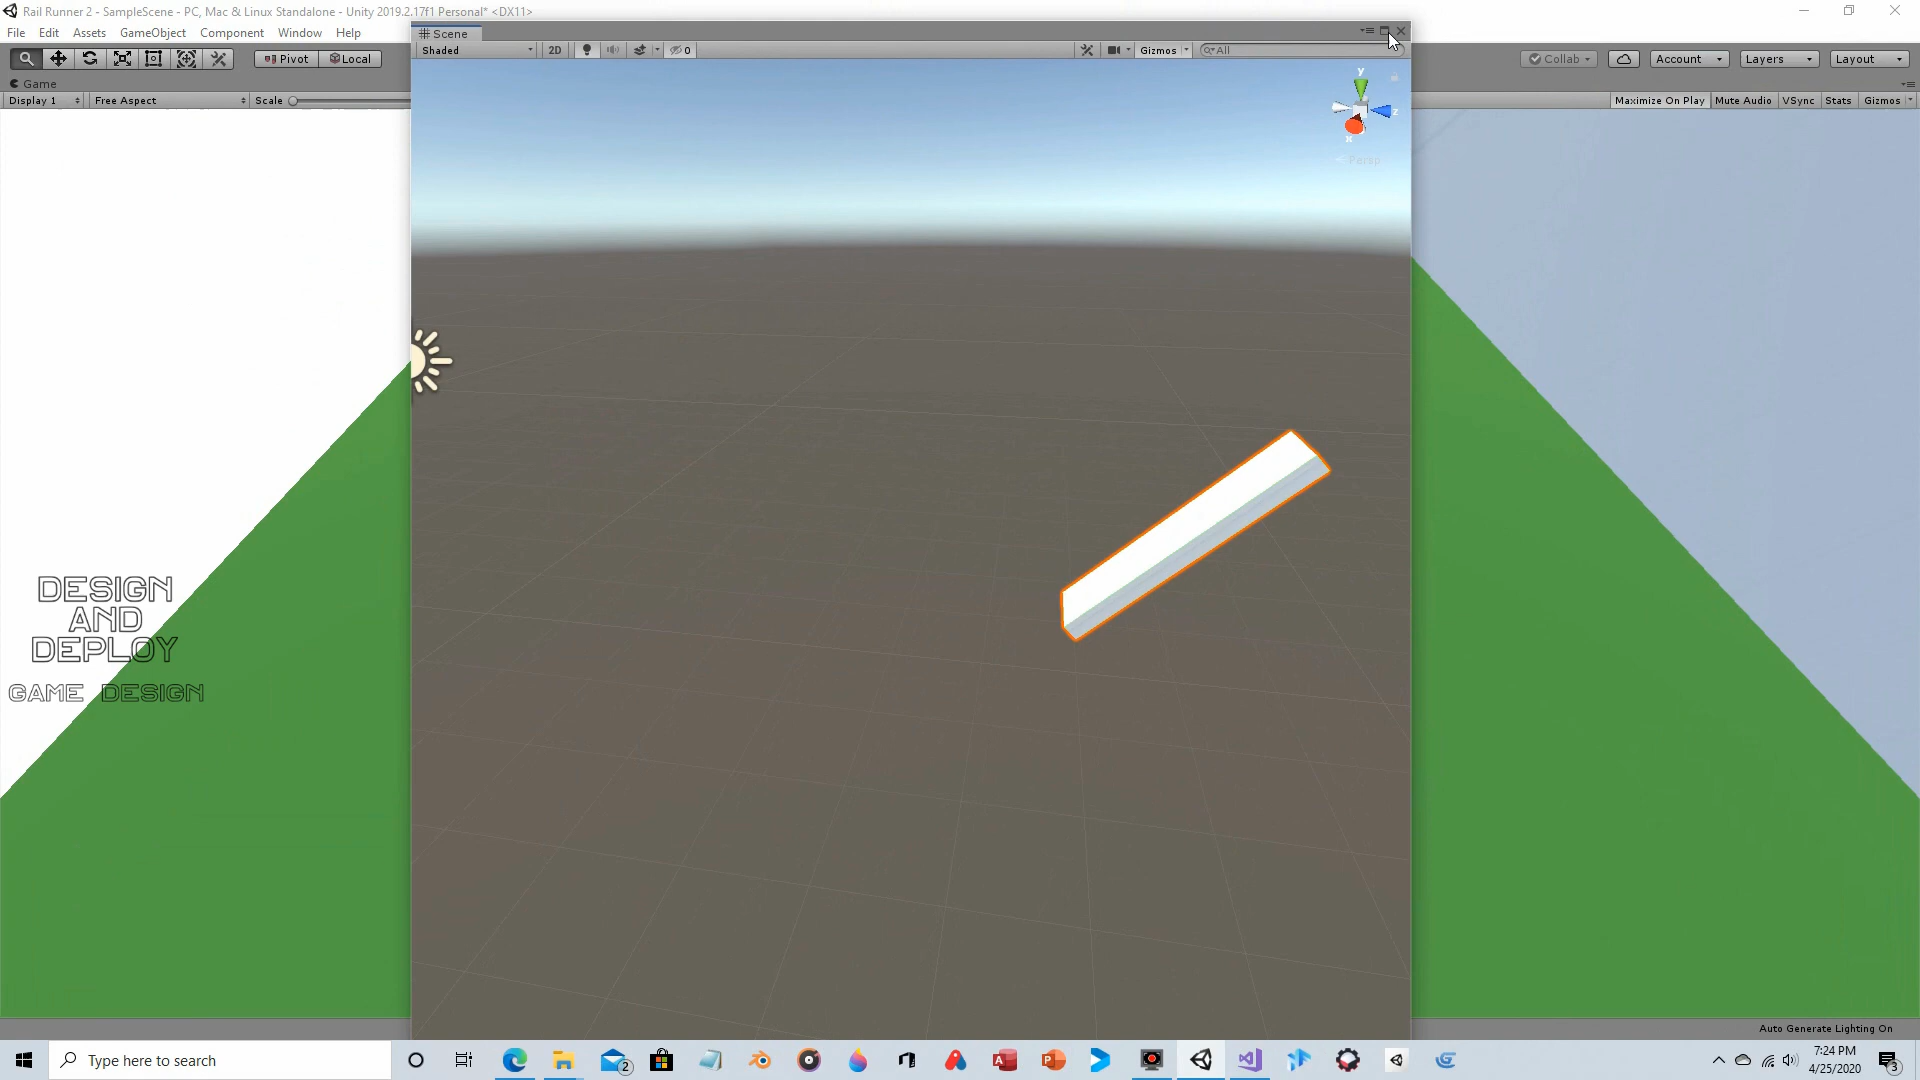 Rail Runner 2 - SampleScene - PC, Mac & Linux Standalone - Unity 2019.2.17f1 Personal* <DX11>
File Edit Assets GameObject Component Window Help
Scene
Shaded 2D 0 Gizmos All
Pivot Local
Collab Account Layers Layout
Game
Display 1 Free Aspect Scale
Maximize On Play Mute Audio VSync Stats Gizmos
y
z
x
Persp
DESIGN
AND
DEPLOY
GAME DESIGN
Auto Generate Lighting On
Type here to search
2
7:24 PM
4/25/2020
3